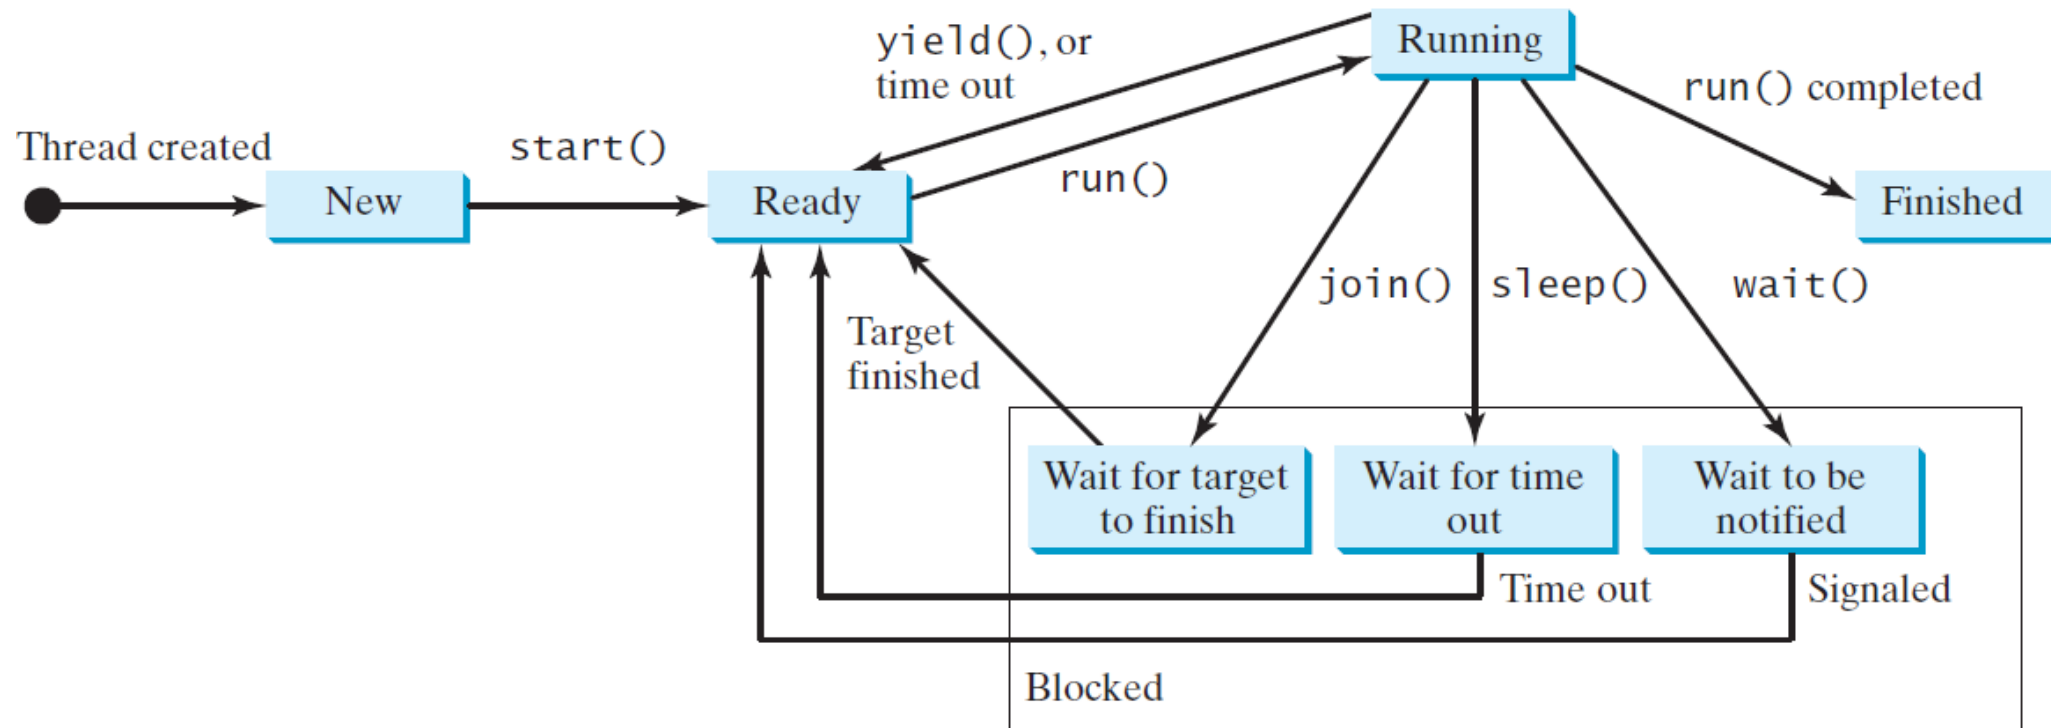 yield(), or
time out
Running
run() completed
Thread created
start()
New
Ready
run()
Finished
join()
sleep()
wait()
Target
finished
Wait for target
to finish
Wait for time
out
Wait to be
notified
Time out
Signaled
Blocked